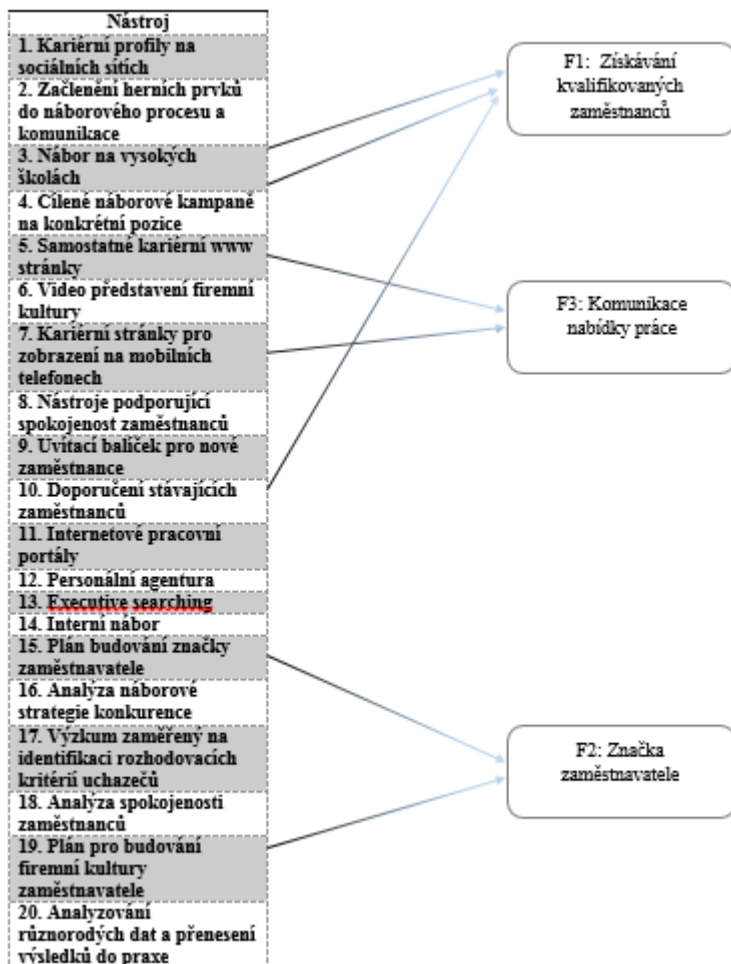 Nástroj
1. Kariérní profily na
sociálních sítích
2. Začlenění herních prvků
do náborového procesu a
komunikace
3. Nábor na vysokých
školách
4. Cílené náborové kampaně
na konkrétní pozice
5. Samostatné kariérní www
stránky
6. Video představení firemní
kultury
7. Kariérní stránky pro
zobrazení na mobilních
telefonech
8. Nástroje podporující
spokojenost zaměstnanců
9. Uvítací balíček pro nové
zaměstnance
10. Doporučení stávajících
zaměstnanců
11. Internetové pracovní
portály
12. Personální agentura
13. Executive searching
14. Interní nábor
15. Plán budování značky
zaměstnavatele
16. Analýza náborové
strategie konkurence
17. Výzkum zaměřený na
identifikaci rozhodovacích
kritérií uchazečů
18. Analýza spokojenosti
zaměstnanců
19. Plán pro budování
firemní kultury
zaměstnavatele
20. Analyzování
různorodých dat a přenesení
výsledků do praxe
F1: Získávání
kvalifikovaných
zaměstnanců
F3: Komunikace
nabídky práce
F2: Značka
zaměstnavatele